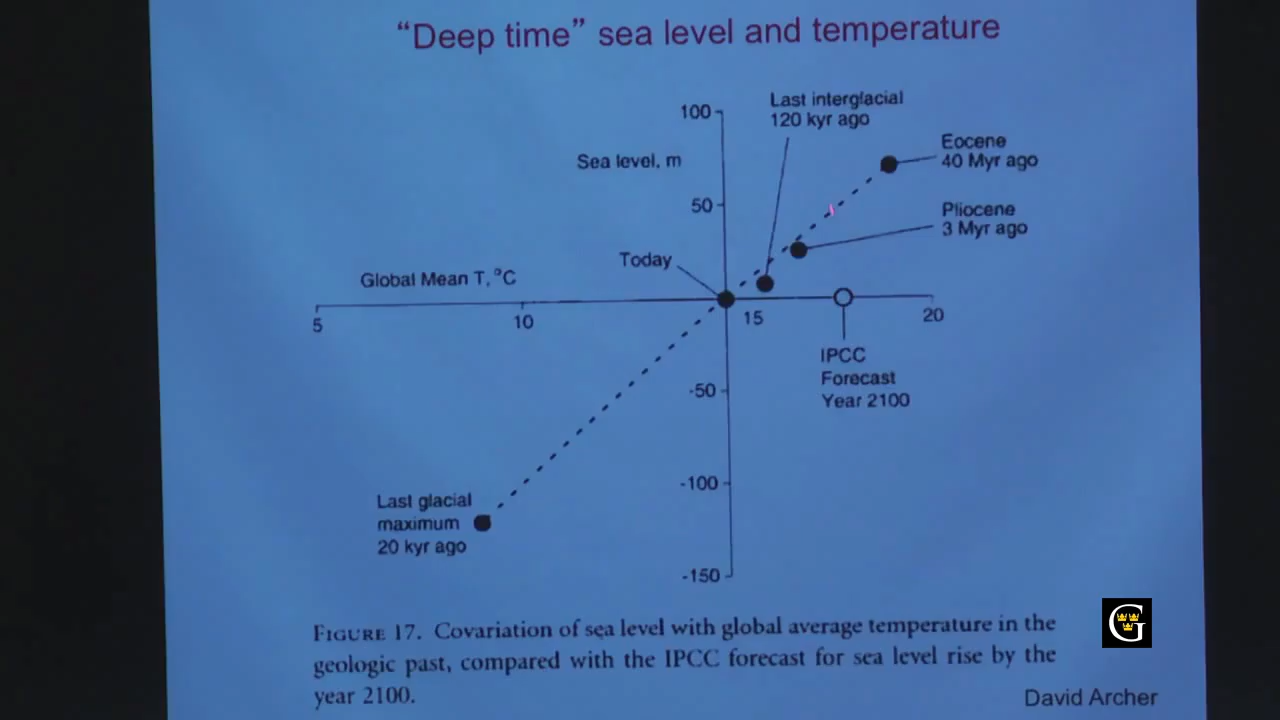 “Deep time” sea level and temperature
Last interglacial
120 kyr ago
100
Eocene
40 Myr ago
Sea level, m
50
Pliocene
3 Myr ago
Today
Global Mean T, °C
5
10
15
20
IPCC
Forecast
Year 2100
-50
-100
Last glacial
maximum
20 kyr ago
-150
FIGURE 17. Covariation of sea level with global average temperature in the
geologic past, compared with the IPCC forecast for sea level rise by the
year 2100.
David Archer
G